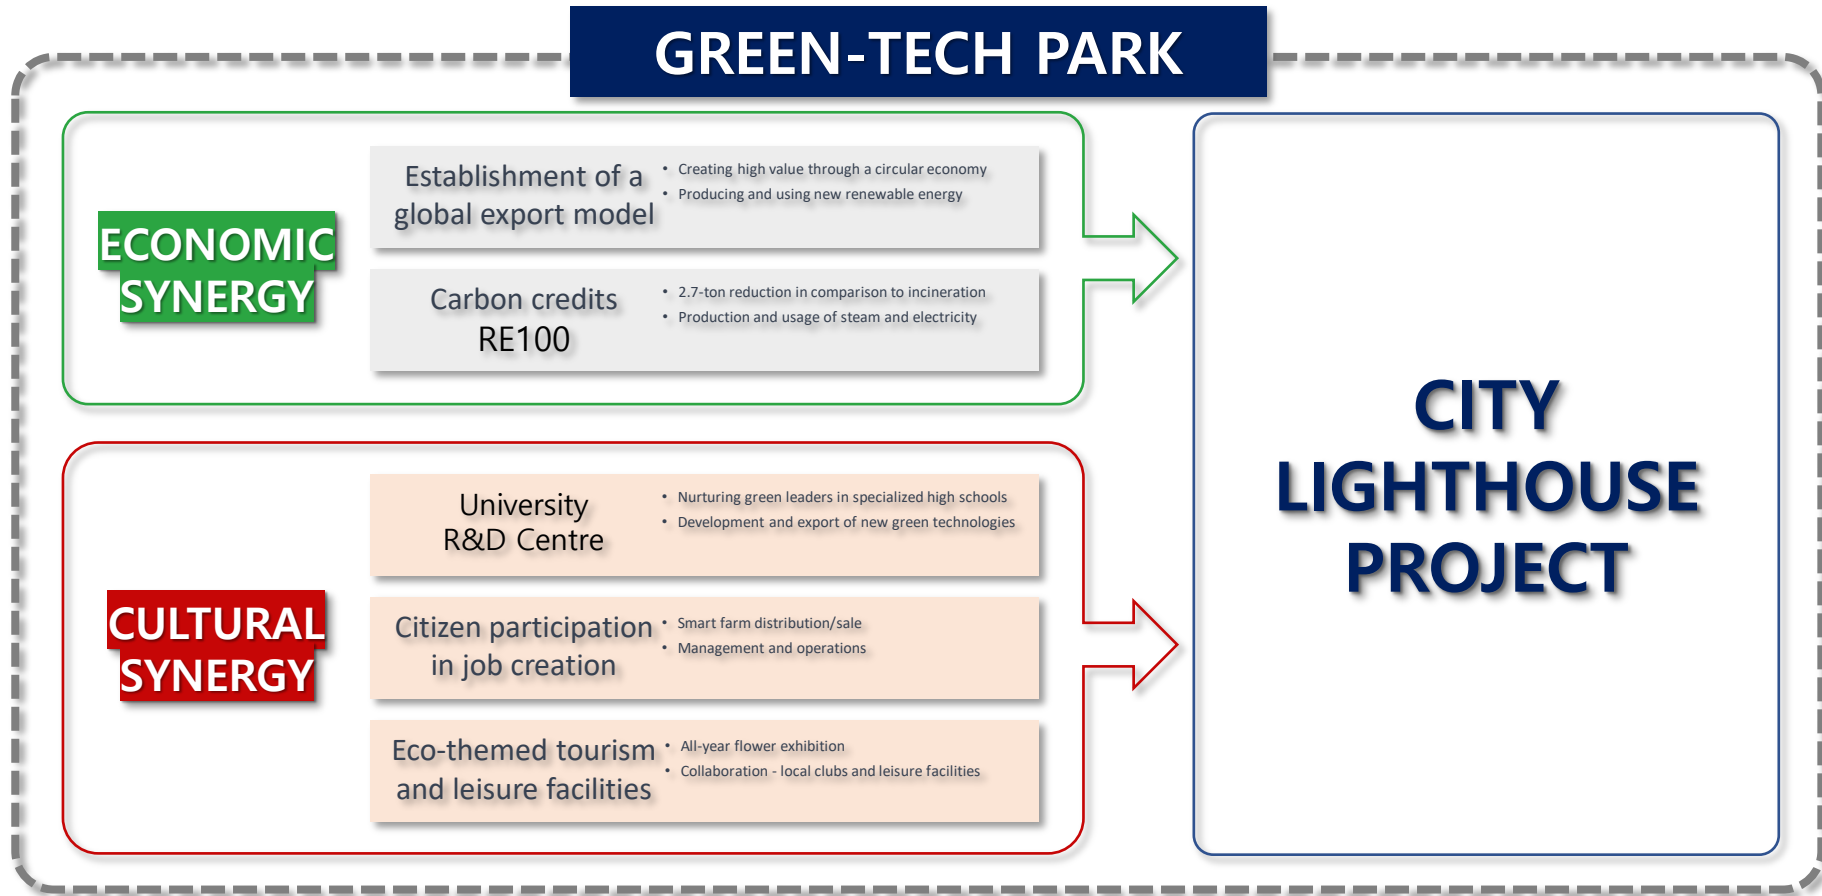 GREEN-TECH PARK
ECONOMIC
SYNERGY
Establishment of a
global export model
• Creating high value through a circular economy
• Producing and using new renewable energy
Carbon credits
RE100
• 2.7-ton reduction in comparison to incineration
• Production and usage of steam and electricity
CULTURAL
SYNERGY
University
R&D Centre
• Nurturing green leaders in specialized high schools
• Development and export of new green technologies
Citizen participation
in job creation
• Smart farm distribution/sale
• Management and operations
Eco-themed tourism
and leisure facilities
• All-year flower exhibition
• Collaboration - local clubs and leisure facilities
CITY
LIGHTHOUSE
PROJECT